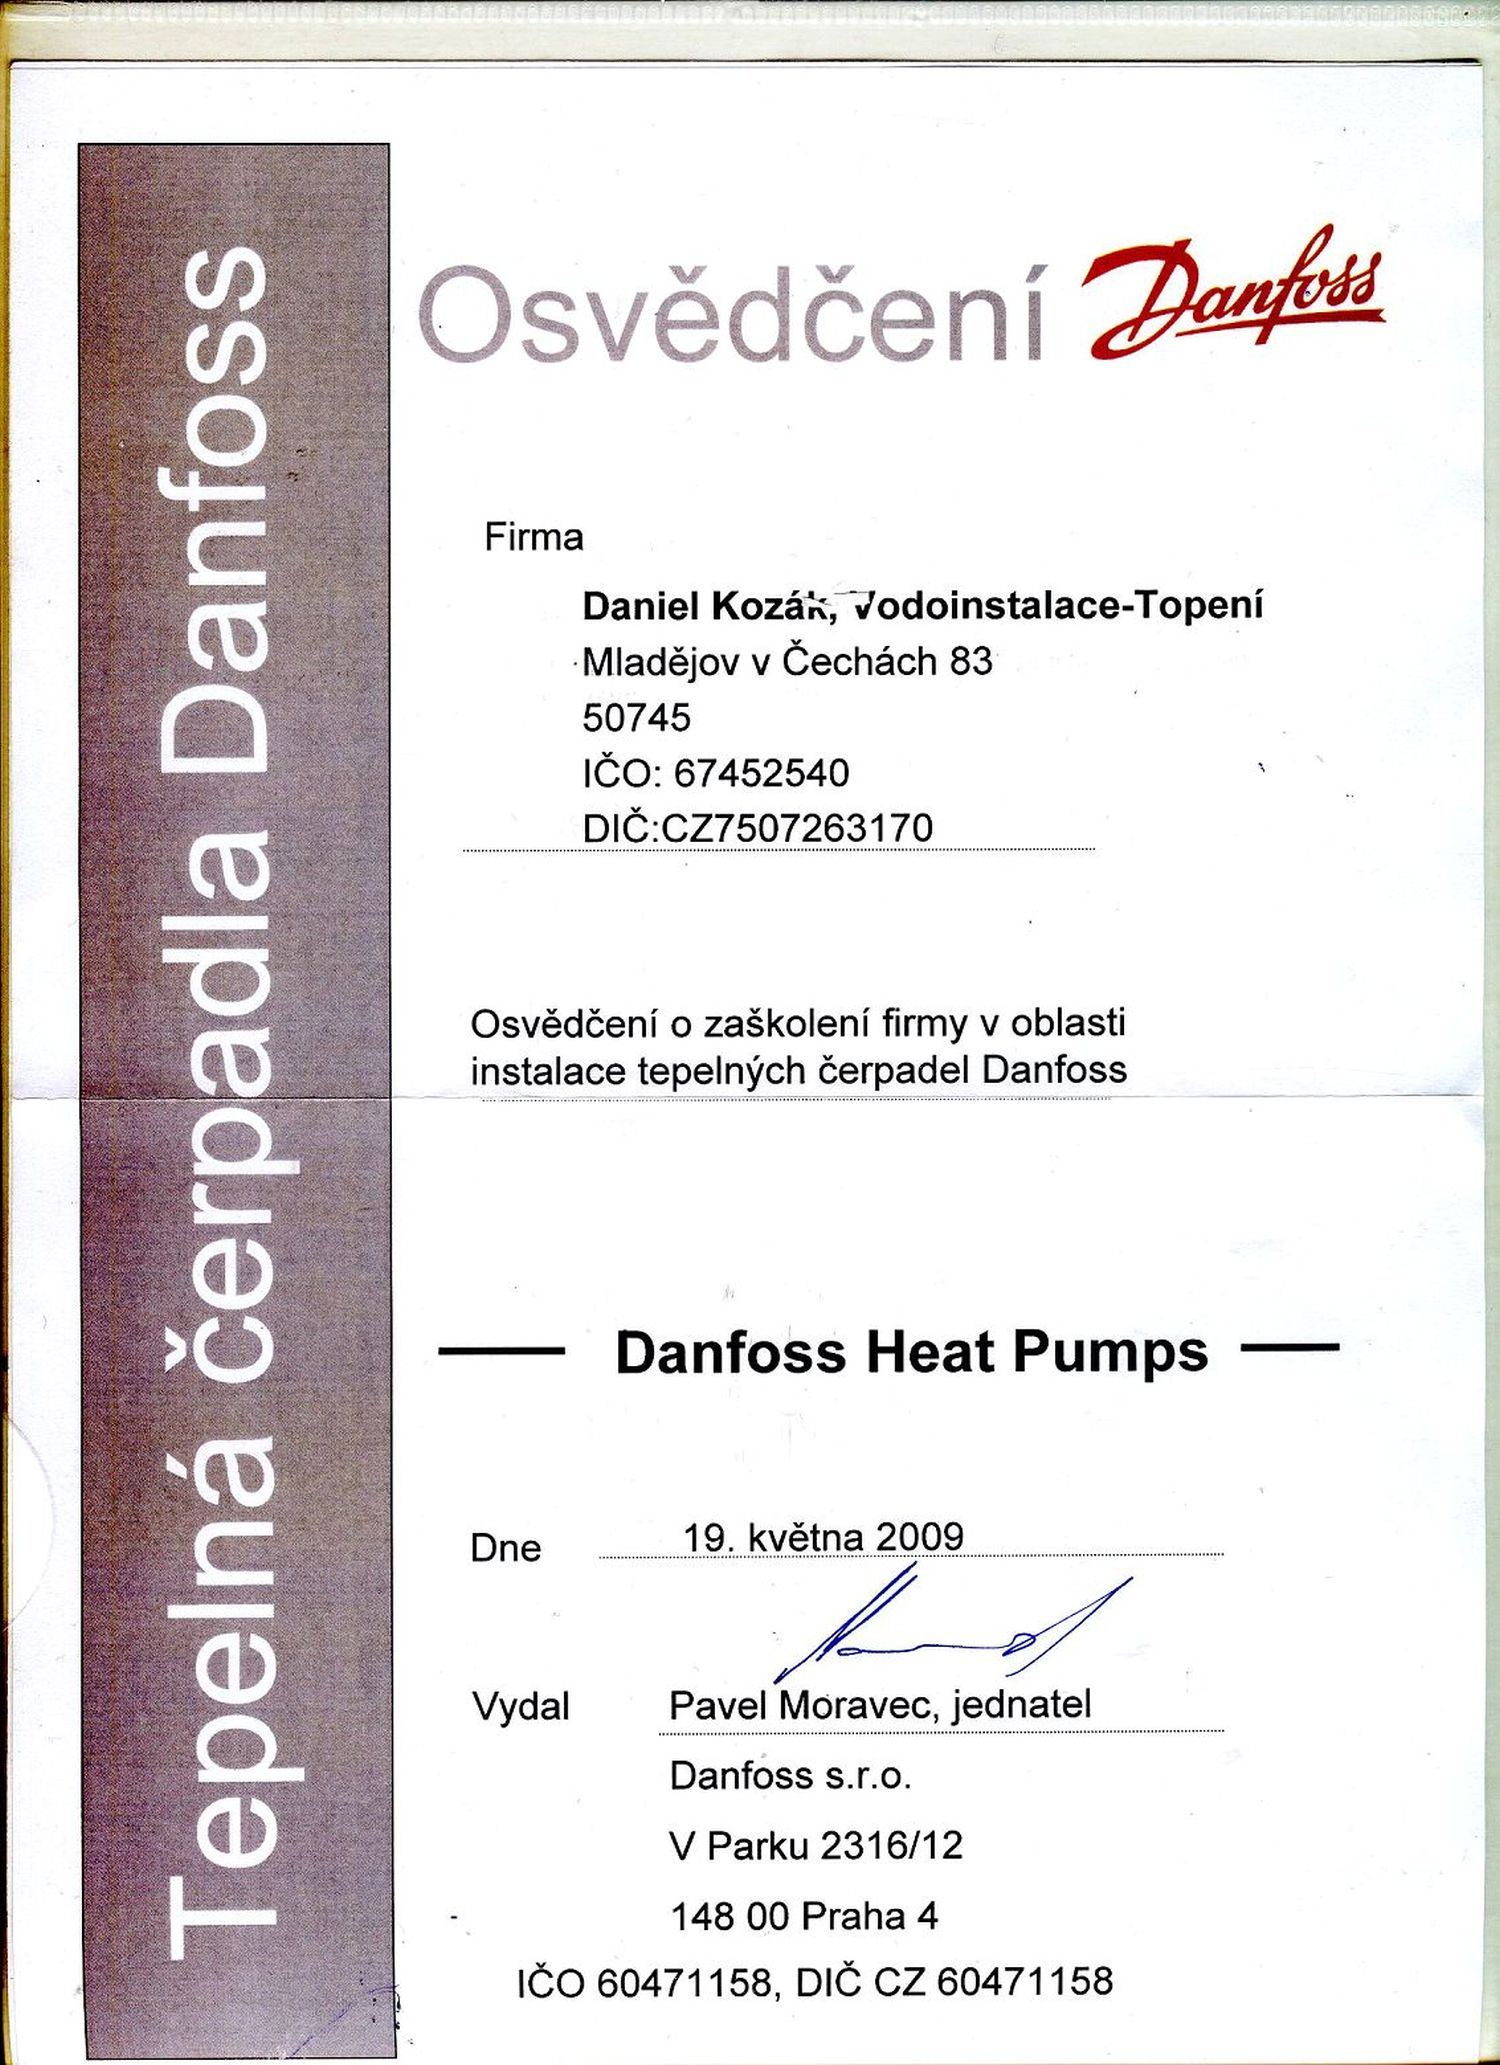 Tepelná čerpadla Danfoss
Osvědčení Danfoss
Firma
Daniel Kozák, Vodoinstalace-Topení
Mladějov v Čechách 83
50745
IČO: 67452540
DIČ:CZ7507263170
Osvědčení o zaškolení firmy v oblasti
instalace tepelných čerpadel Danfoss
Danfoss Heat Pumps
Dne 19. května 2009
Vydal Pavel Moravec, jednatel
Danfoss s.r.o.
V Parku 2316/12
148 00 Praha 4
IČO 60471158, DIČ CZ 60471158